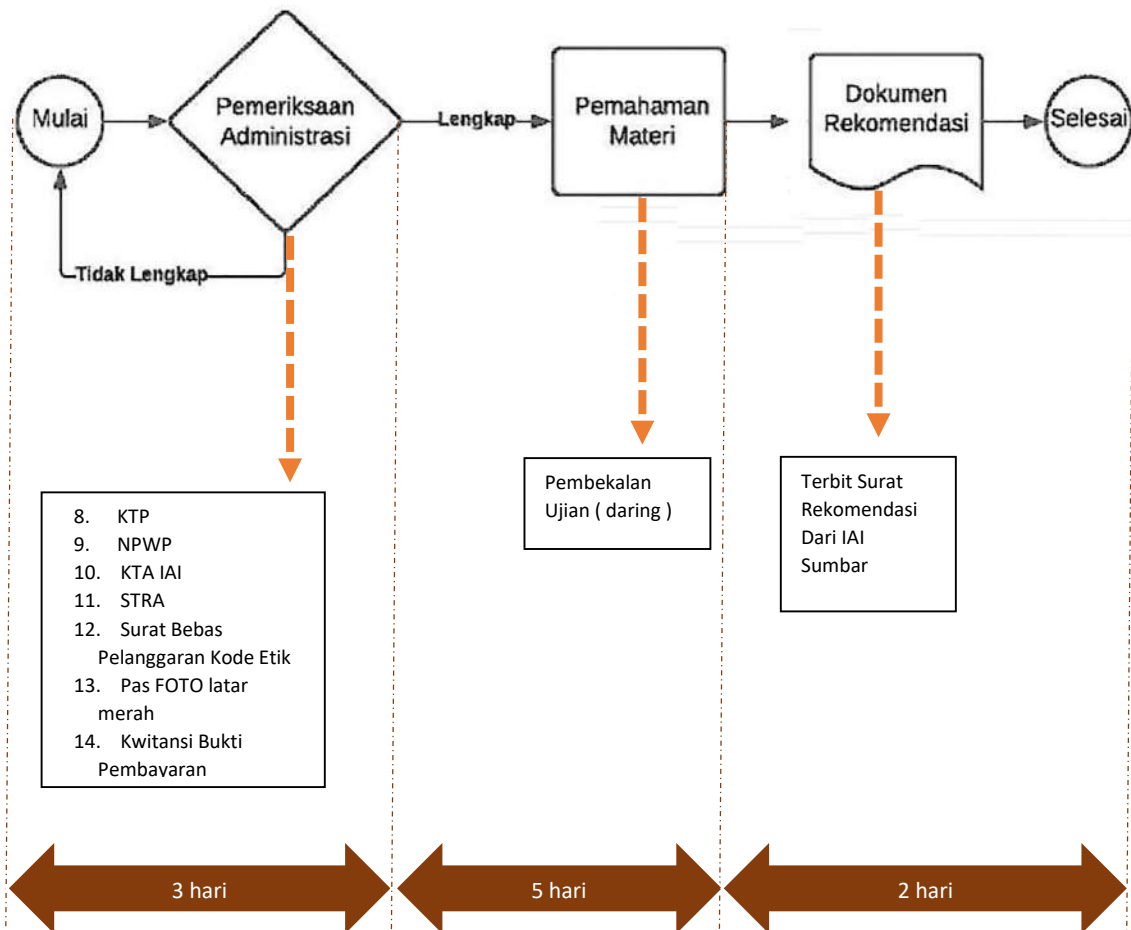 Mulai
Pemeriksaan
Administrasi
Lengkap
Pemahaman
Materi
Dokumen
Rekomendasi
Selesai
Tidak Lengkap
8. KTP
9. NPWP
10. KTA IAI
11. STRA
12. Surat Bebas
Pelanggaran Kode Etik
13. Pas FOTO latar
merah
14. Kwitansi Bukti
Pembayaran
Pembekalan
Ujian ( daring )
Terbit Surat
Rekomendasi
Dari IAI
Sumbar
3 hari
5 hari
2 hari